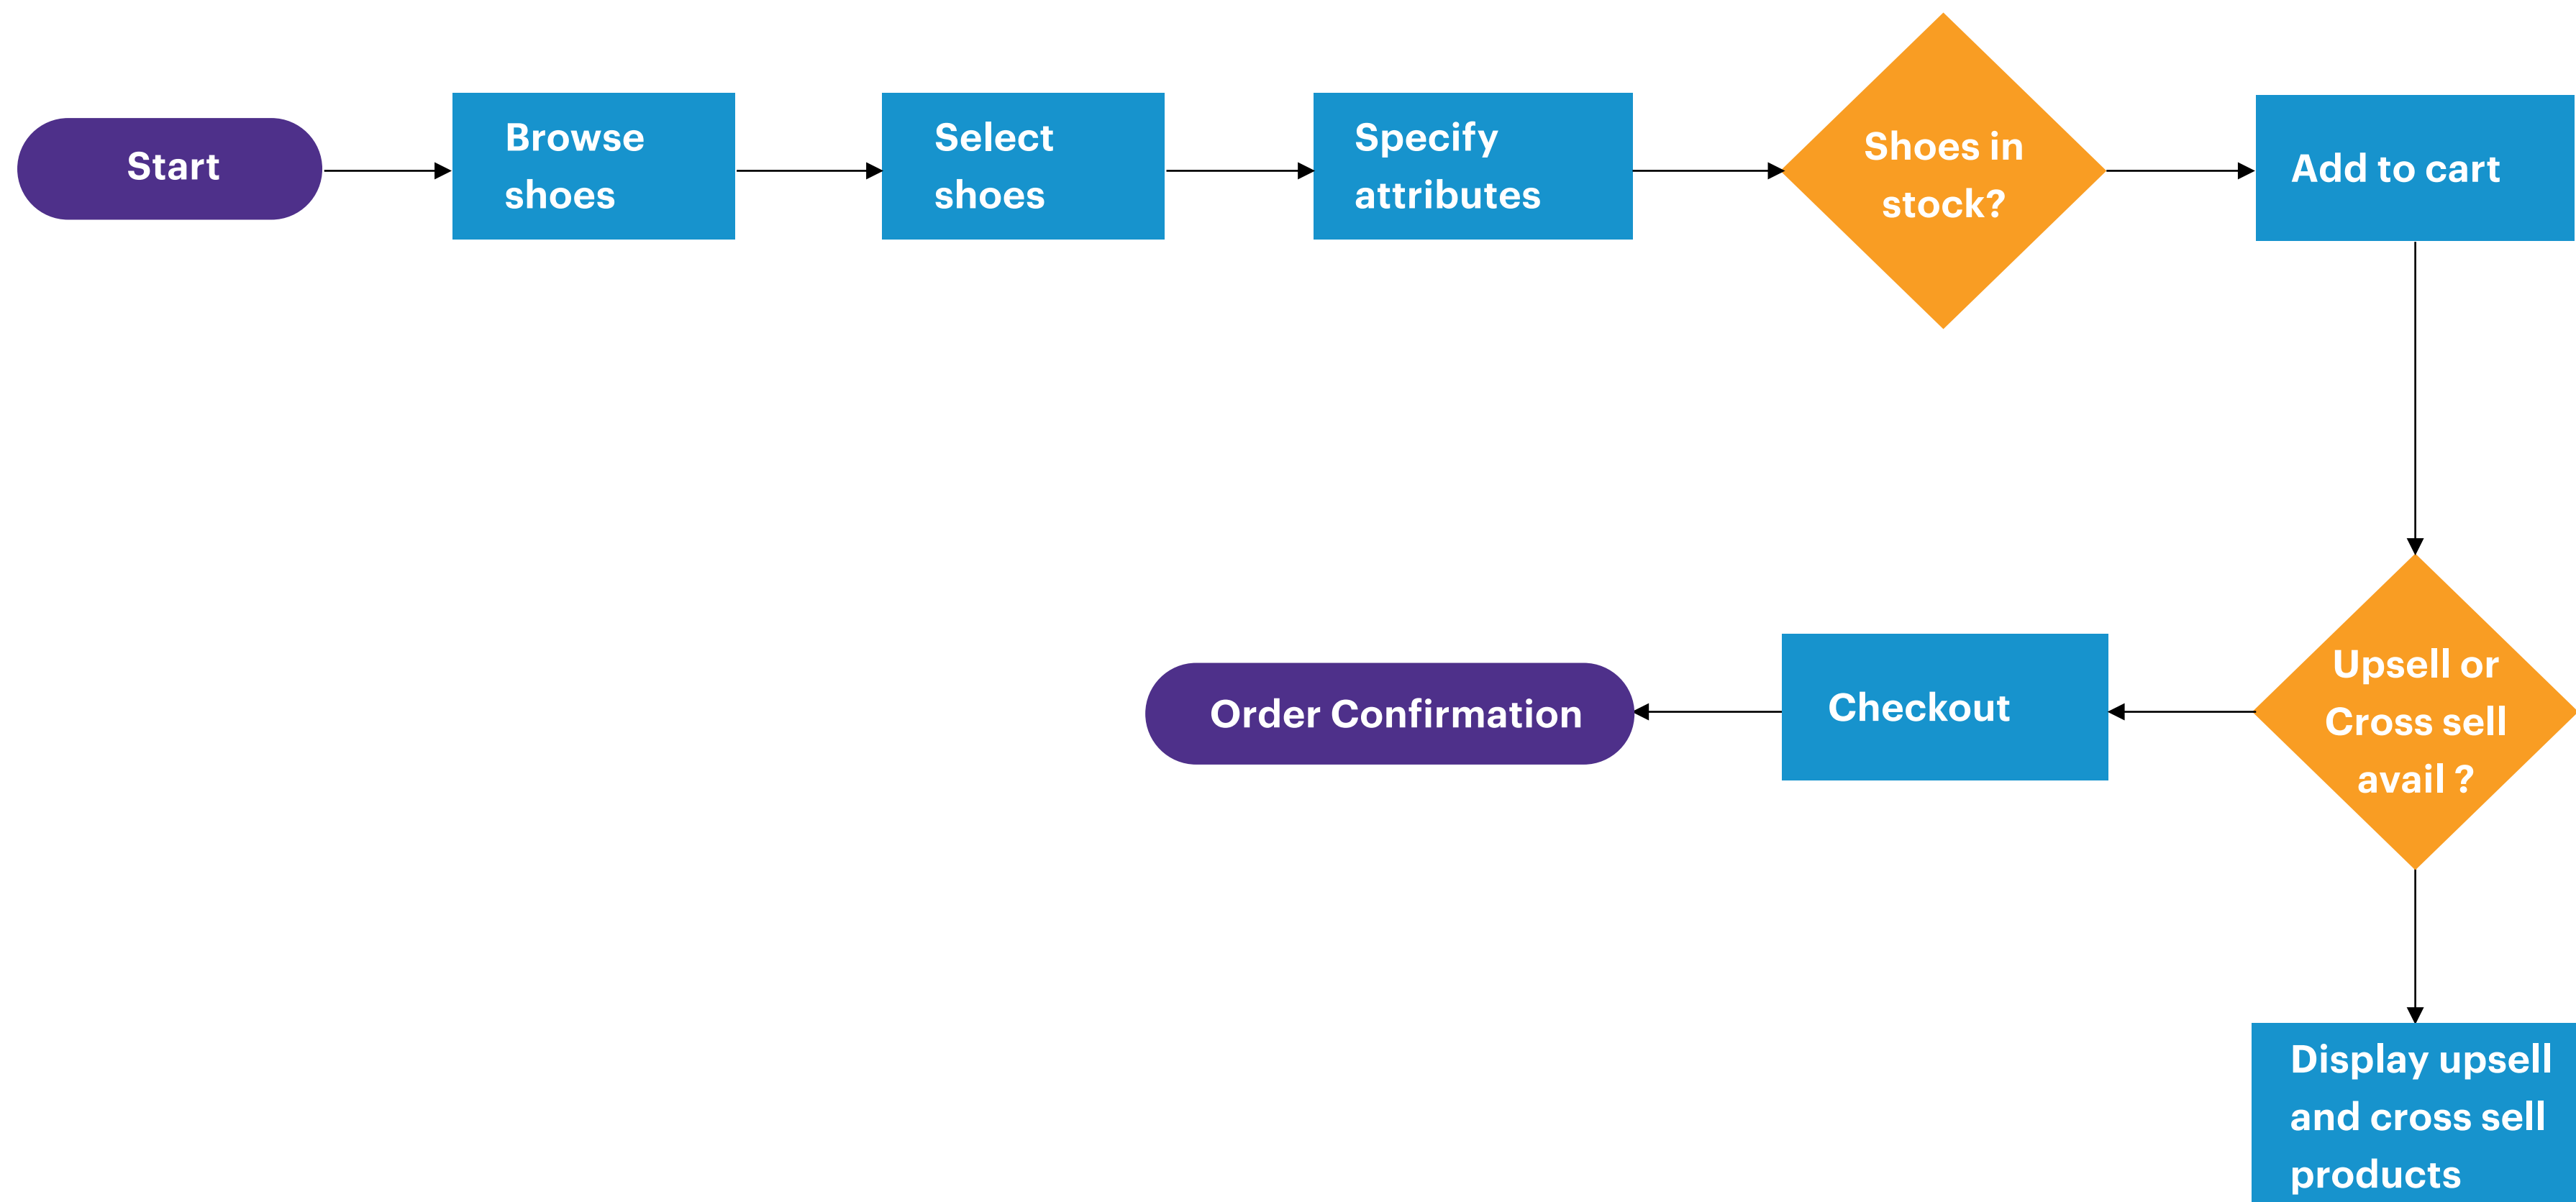 Start
Browse
shoes
Select
shoes
Specify
attributes
Shoes in
stock?
Add to cart
Upsell or
Cross sell
avail ?
Checkout
Order Confirmation
Display upsell
and cross sell
products